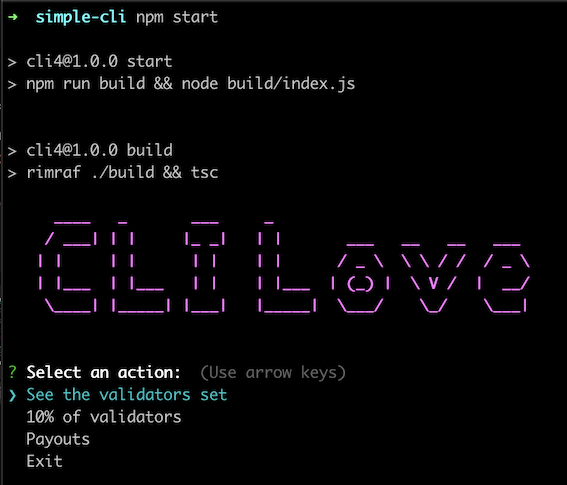 ➜ simple-cli npm start
> cli4@1.0.0 start
> npm run build && node build/index.js
> cli4@1.0.0 build
> rimraf ./build && tsc
CLI Love
? Select an action: (Use arrow keys)
❯ See the validators set
10% of validators
Payouts
Exit